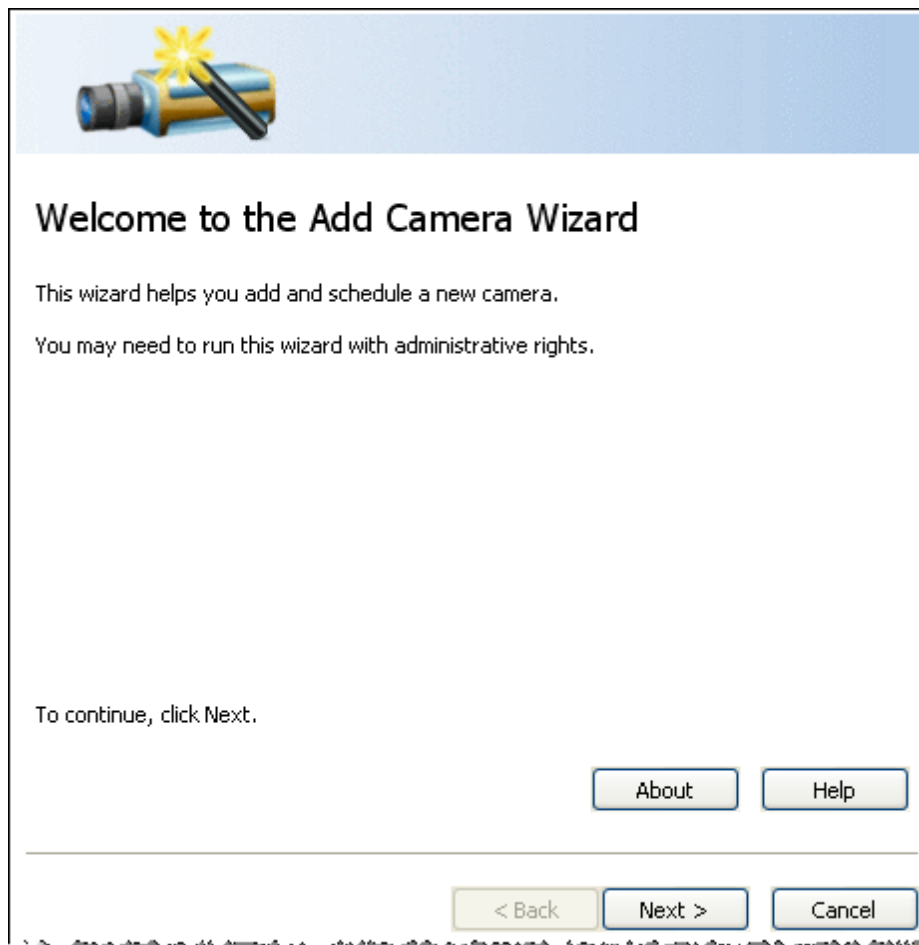 Welcome to the Add Camera Wizard
This wizard helps you add and schedule a new camera.
You may need to run this wizard with administrative rights.
To continue, click Next.
About
Help
< Back
Next >
Cancel